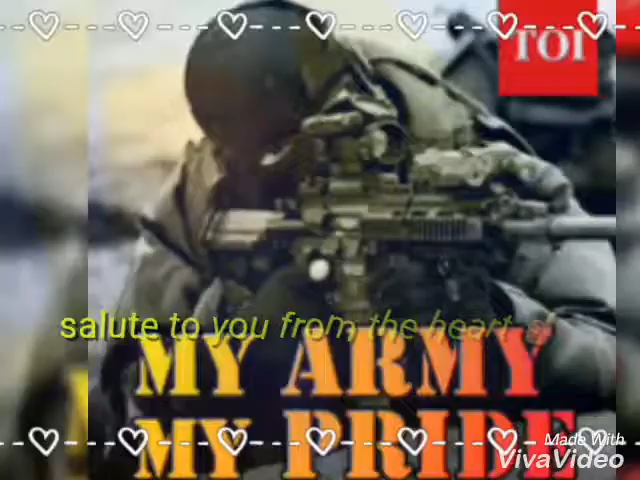 TOI
salute to you from the heart
MY ARMY
MY PRIDE
Made With
VivaVideo